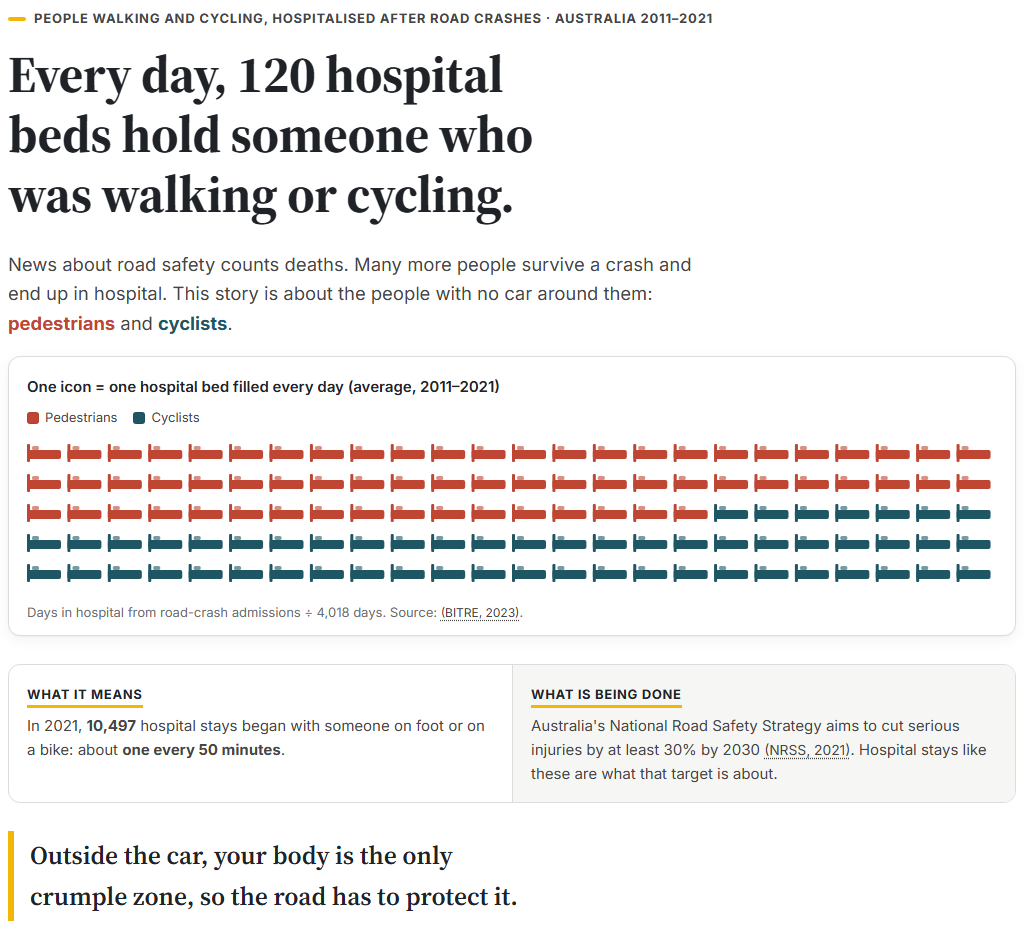 PEOPLE WALKING AND CYCLING, HOSPITALISED AFTER ROAD CRASHES · AUSTRALIA 2011–2021
Every day, 120 hospital
beds hold someone who
was walking or cycling.
News about road safety counts deaths. Many more people survive a crash and
end up in hospital. This story is about the people with no car around them:
pedestrians and cyclists.
One icon = one hospital bed filled every day (average, 2011–2021)
Pedestrians Cyclists
Days in hospital from road-crash admissions ÷ 4,018 days. Source: (BITRE, 2023).
WHAT IT MEANS
In 2021, 10,497 hospital stays began with someone on foot or on
a bike: about one every 50 minutes.
WHAT IS BEING DONE
Australia's National Road Safety Strategy aims to cut serious
injuries by at least 30% by 2030 (NRSS, 2021). Hospital stays like
these are what that target is about.
Outside the car, your body is the only
crumple zone, so the road has to protect it.